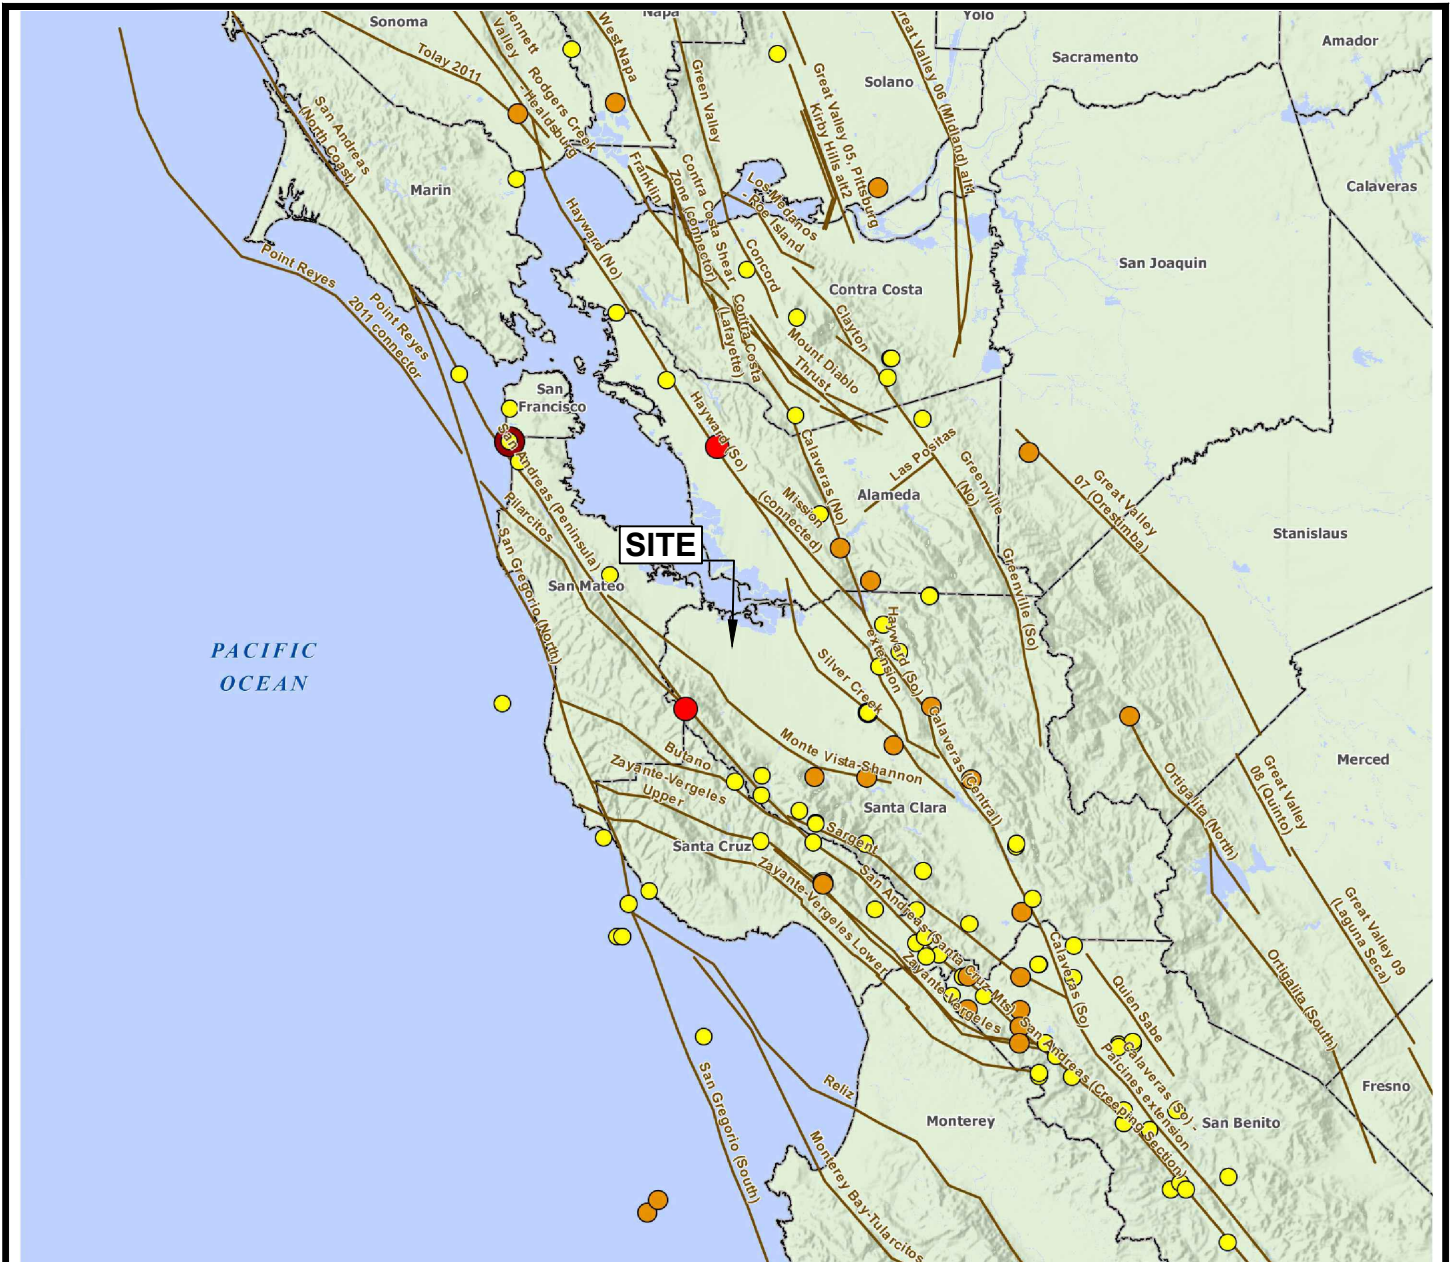 Sonoma
Napa
Yolo
Amador
Sacramento
Solano
Tolay 2011
Bennett
Valley
Rodgers Creek
- Healdsburg
West Napa
Green Valley
Great Valley 05, Pittsburg
Kirby Hills alt2
Great Valley 06 (Midland) alt1
San Andreas
(North Coast)
Marin
Calaveras
Franklin
Contra Costa Shear
Zone (connector)
Los Medanos
- Roe Island
Hayward (No)
Concord
San Joaquin
Contra Costa
Point Reyes
Point Reyes
2011 connector
Contra Costa
(Lafayette)
Clayton
Mount Diablo
Thrust
San
Francisco
Hayward (So)
Calaveras (No)
Las Positas
Greenville
(No)
Great Valley
07 (Orestimba)
San Andreas (Peninsula)
Pilarcitos
Mission
(connected)
Alameda
Stanislaus
SITE
San Mateo
San Gregorio (North)
Greenville (So)
Hayward (So)
extension
Silver Creek
PACIFIC
OCEAN
Calaveras (Central)
Monte Vista-Shannon
Butano
Zayante-Vergeles
Upper
Merced
Ortigalita (North)
Great Valley
08 (Quinto)
Santa Clara
Sargent
Santa Cruz
San Andreas (Santa Cruz Mts)
Zayante-Vergeles Lower
Zayante-Vergeles
Great Valley 09
(Laguna Seca)
Calaveras (So)
Quien Sabe
Ortigalita (South)
San Andreas (Creeping Section)
Calaveras (So) -
Paicines extension
Reliz
San Gregorio (South)
Monterey
San Benito
Fresno
Monterey Bay-Tularcitos